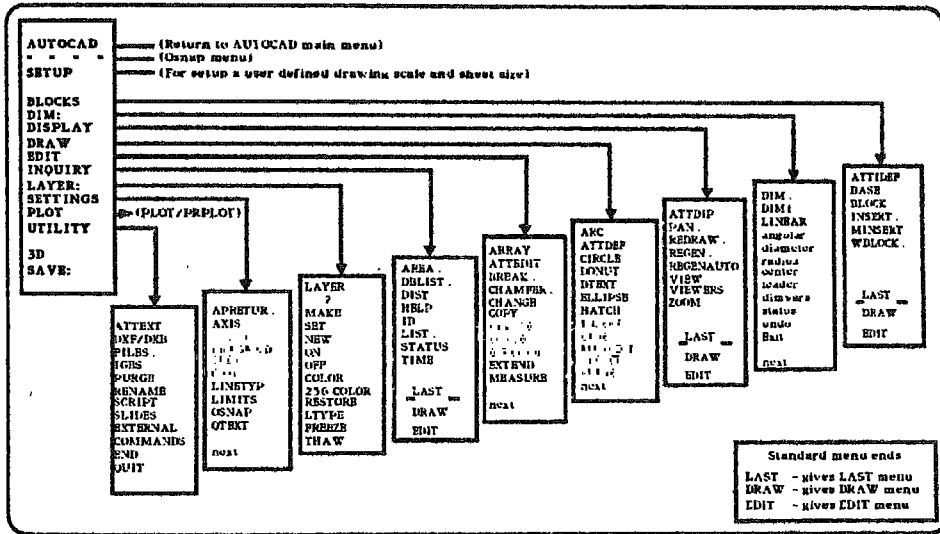 AUTOCAD (Return to AUTOCAD main menu)
- - - - (Osnap menu)
SETUP (For setup a user defined drawing scale and sheet size)
BLOCKS
DIM:
DISPLAY
DRAW
EDIT
INQUIRY
LAYER:
SETTINGS
PLOT (PLOT/PRPLOT)
UTILITY
3D
SAVE:
ATTEXT
DXF/DXB
FILES.
IGES
PURGE
RENAME
SCRIPT
SLIDES
EXTERNAL
COMMANDS
END
QUIT
APRETUR.
AXIS
LINETYP
LIMITS
OSNAP
QTEXT
next
LAYER
?
MAKE
SET
NEW
ON
OFF
COLOR
256 COLOR
RESTORE
LTYPE
FREEZE
THAW
AREA.
DBLIST.
DIST
HELP
ID
LIST.
STATUS
TIME
LAST
DRAW
EDIT
ARRAY
ATTEDIT
BREAK.
CHAMFER.
CHANGE
COPY
EXTEND
MEASURE
next
ARC
ATTDEF
CIRCLE
DONUT
DTEXT
ELLIPSE
HATCH
next
ATTDIP
PAN.
REDRAW.
REGEN.
REGENAUTO
VIEW
VIEWERS
ZOOM
LAST
DRAW
EDIT
DIM.
DIM1
LINEAR
angular
diameter
radius
center
leader
dimvars
status
undo
Exit
next
ATTDEF
BASE
BLOCK
INSERT.
MINSERT
WBLOCK.
LAST
DRAW
EDIT
Standard menu ends
LAST - gives LAST menu
DRAW - gives DRAW menu
EDIT - gives EDIT menu